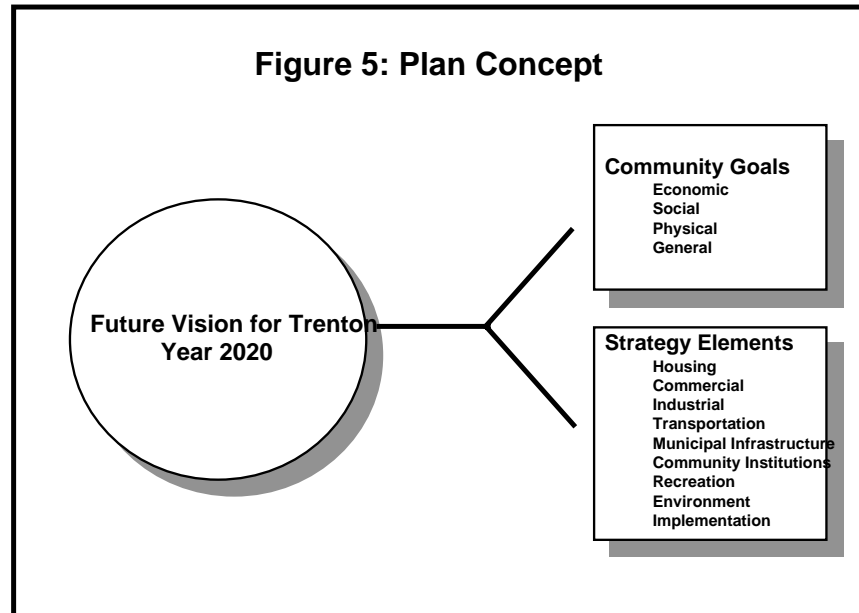 Figure 5: Plan Concept
Future Vision for Trenton
Year 2020
Community Goals
Economic
Social
Physical
General
Strategy Elements
Housing
Commercial
Industrial
Transportation
Municipal Infrastructure
Community Institutions
Recreation
Environment
Implementation